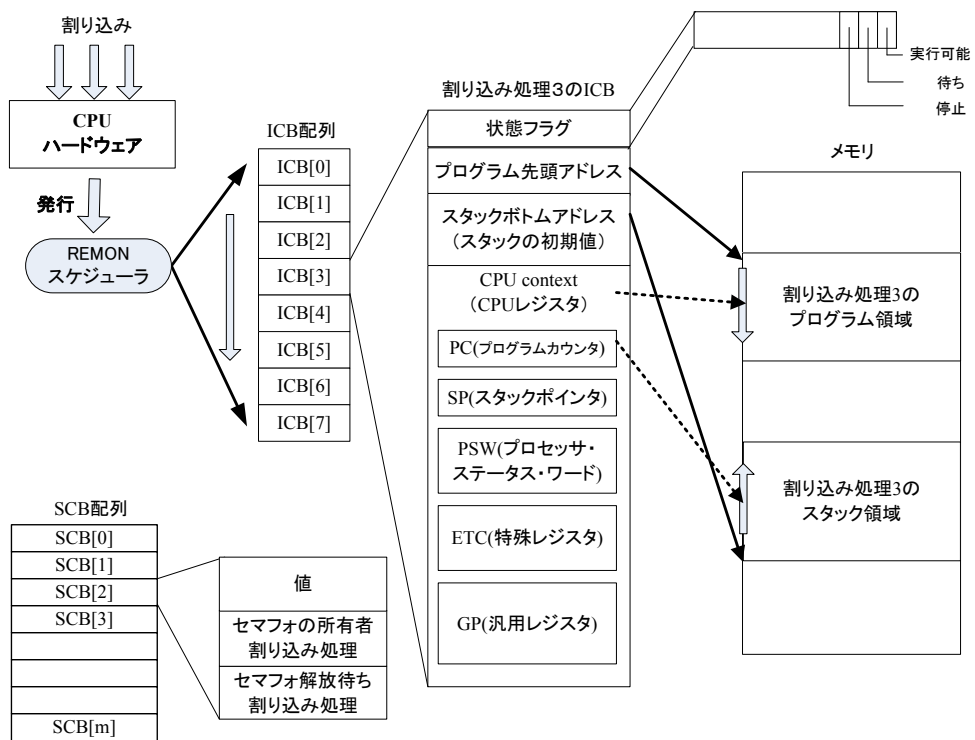 割り込み
CPU
ハードウェア
発行
REMON
スケジューラ
ICB配列
ICB[0]
ICB[1]
ICB[2]
ICB[3]
ICB[4]
ICB[5]
ICB[6]
ICB[7]
割り込み処理3のICB
状態フラグ
プログラム先頭アドレス
スタックボトムアドレス
（スタックの初期値）
CPU context
（CPUレジスタ）
PC(プログラムカウンタ)
SP(スタックポインタ)
PSW(プロセッサ・
ステータス・ワード)
ETC(特殊レジスタ)
GP(汎用レジスタ)
実行可能
待ち
停止
メモリ
割り込み処理3の
プログラム領域
割り込み処理3の
スタック領域
SCB配列
SCB[0]
SCB[1]
SCB[2]
SCB[3]
SCB[m]
値
セマフォの所有者
割り込み処理
セマフォ解放待ち
割り込み処理